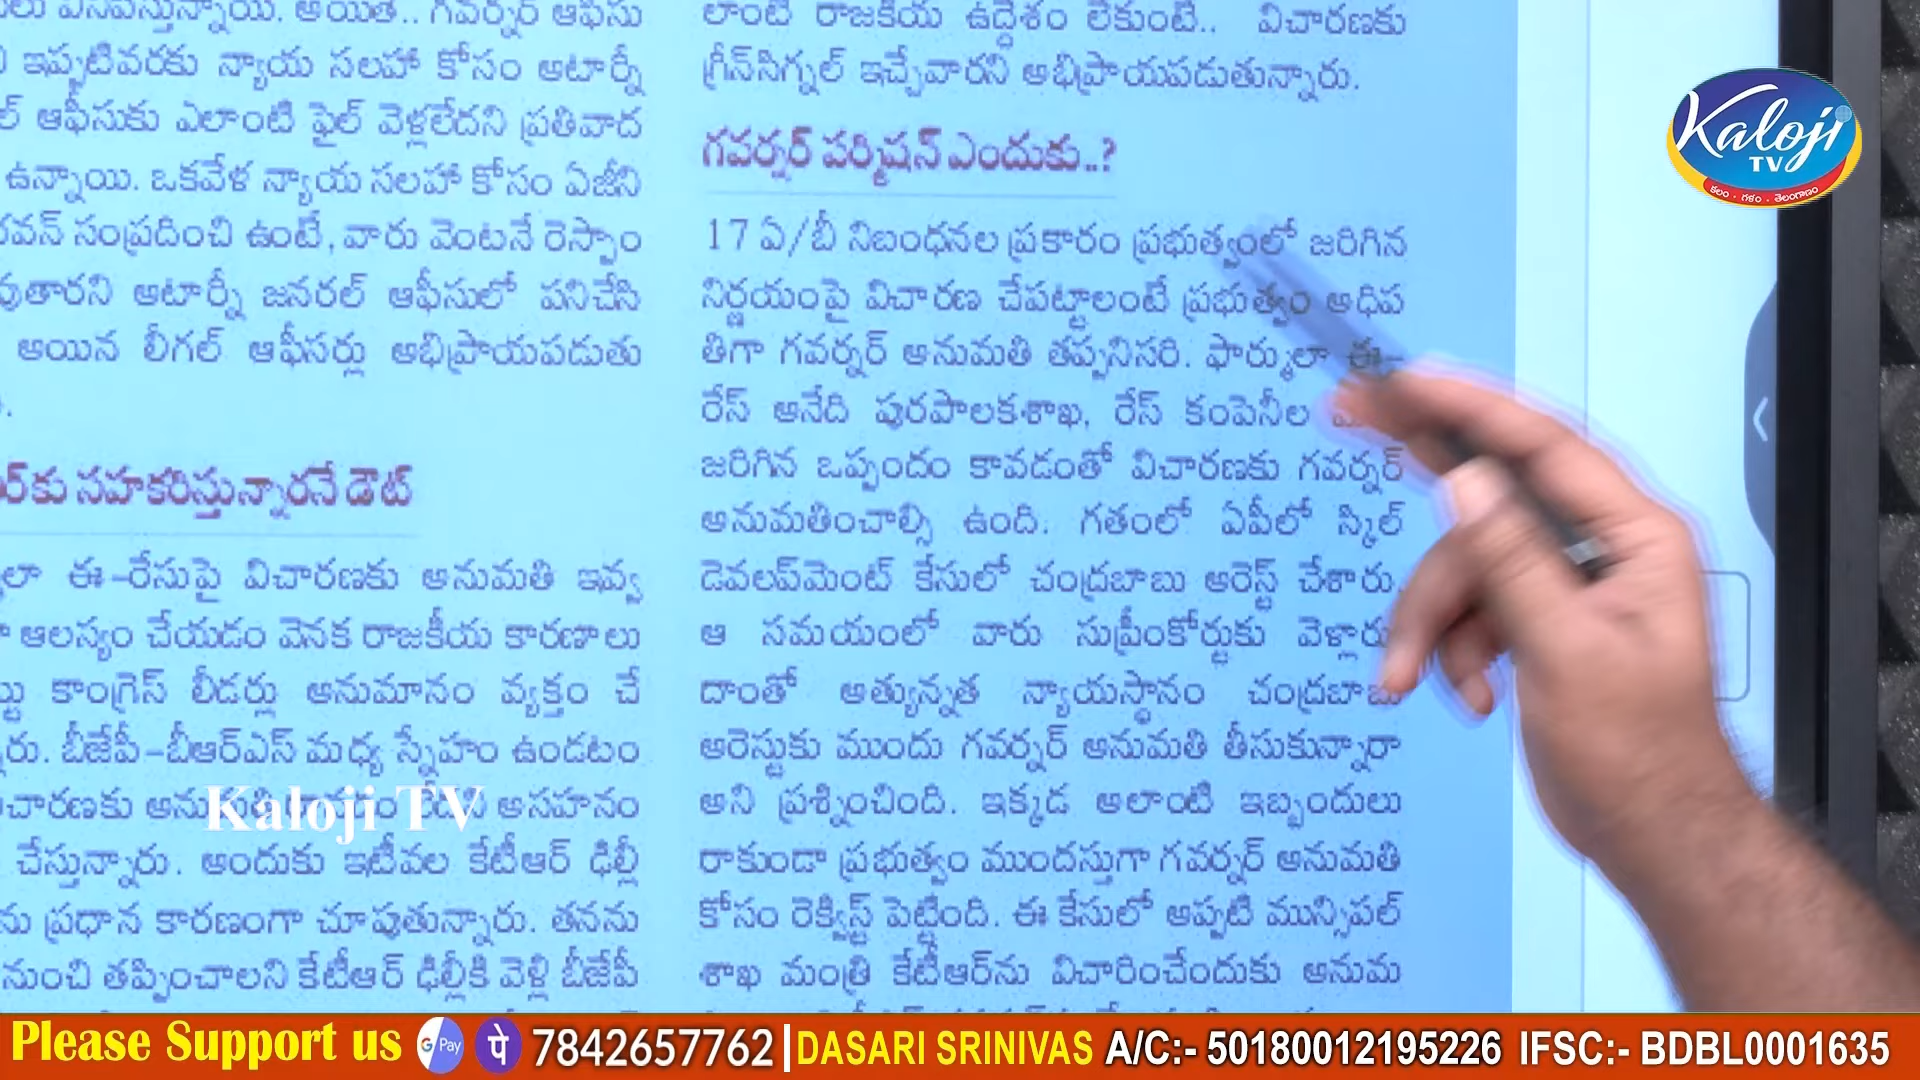 లు వినిపిస్తున్నాయి. అయితే.. గవర్నర్ ఆఫీసు
ఇప్పటివరకు న్యాయ సలహా కోసం అటార్నీ
ల్ ఆఫీసుకు ఎలాంటి ఫైల్ వెళ్లలేదని ప్రతివాద
ఉన్నాయి. ఒకవేళ న్యాయ సలహా కోసం ఏజీని
భవన్ సంప్రదించి ఉంటే, వారు వెంటనే రెస్పాం
వుతారని అటార్నీ జనరల్ ఆఫీసులో పనిచేసి
అయిన లీగల్ ఆఫీసర్లు అభిప్రాయపడుతు
ర్‌కు సహకరిస్తున్నారనే డౌట్
లా ఈ-రేసుపై విచారణకు అనుమతి ఇవ్వ
ఆలస్యం చేయడం వెనక రాజకీయ కారణాలు
కాంగ్రెస్ లీడర్లు అనుమానం వ్యక్తం చే
రు. బీజేపీ-బీఆర్ఎస్ మధ్య స్నేహం ఉండటం
అసహనం
చేస్తున్నారు. అందుకు ఇటీవల కేటీఆర్ ఢిల్లీ
ను ప్రధాన కారణంగా చూపుతున్నారు. తనను
నుంచి తప్పించాలని కేటీఆర్ ఢిల్లీకి వెళ్లి బీజేపీ
లాంటి రాజకీయ ఉద్దేశం లేకుంటే.. విచారణకు
గ్రీన్‌సిగ్నల్ ఇచ్చేవారని అభిప్రాయపడుతున్నారు.
గవర్నర్ పర్మిషన్ ఎందుకు..?
17 ఏ/బీ నిబంధనల ప్రకారం ప్రభుత్వంలో జరిగిన
నిర్ణయంపై విచారణ చేపట్టాలంటే ప్రభుత్వం అధిప
తిగా గవర్నర్ అనుమతి తప్పనిసరి. ఫార్ములా ఈ-
రేస్ అనేది పురపాలకశాఖ, రేస్ కంపెనీల
జరిగిన ఒప్పందం కావడంతో విచారణకు గవర్నర్
అనుమతించాల్సి ఉంది. గతంలో ఏపీలో స్కిల్
డెవలప్‌మెంట్ కేసులో చంద్రబాబు అరెస్ట్ చేశారు.
ఆ సమయంలో వారు సుప్రీంకోర్టుకు వెళ్లారు.
దాంతో అత్యున్నత న్యాయస్థానం చంద్రబాబు
అరెస్టుకు ముందు గవర్నర్ అనుమతి తీసుకున్నారా
అని ప్రశ్నించింది. ఇక్కడ అలాంటి ఇబ్బందులు
రాకుండా ప్రభుత్వం ముందస్తుగా గవర్నర్ అనుమతి
కోసం రెక్వెస్ట్ పెట్టింది. ఈ కేసులో అప్పటి మున్సిపల్
శాఖ మంత్రి కేటీఆర్‌ను విచారించేందుకు అనుమ
Kaloji
TV
కలం · గళం · తెలంగాణం
Kaloji TV
Please Support us G Pay పे 7842657762 | DASARI SRINIVAS A/C:- 50180012195226 IFSC:- BDBL0001635